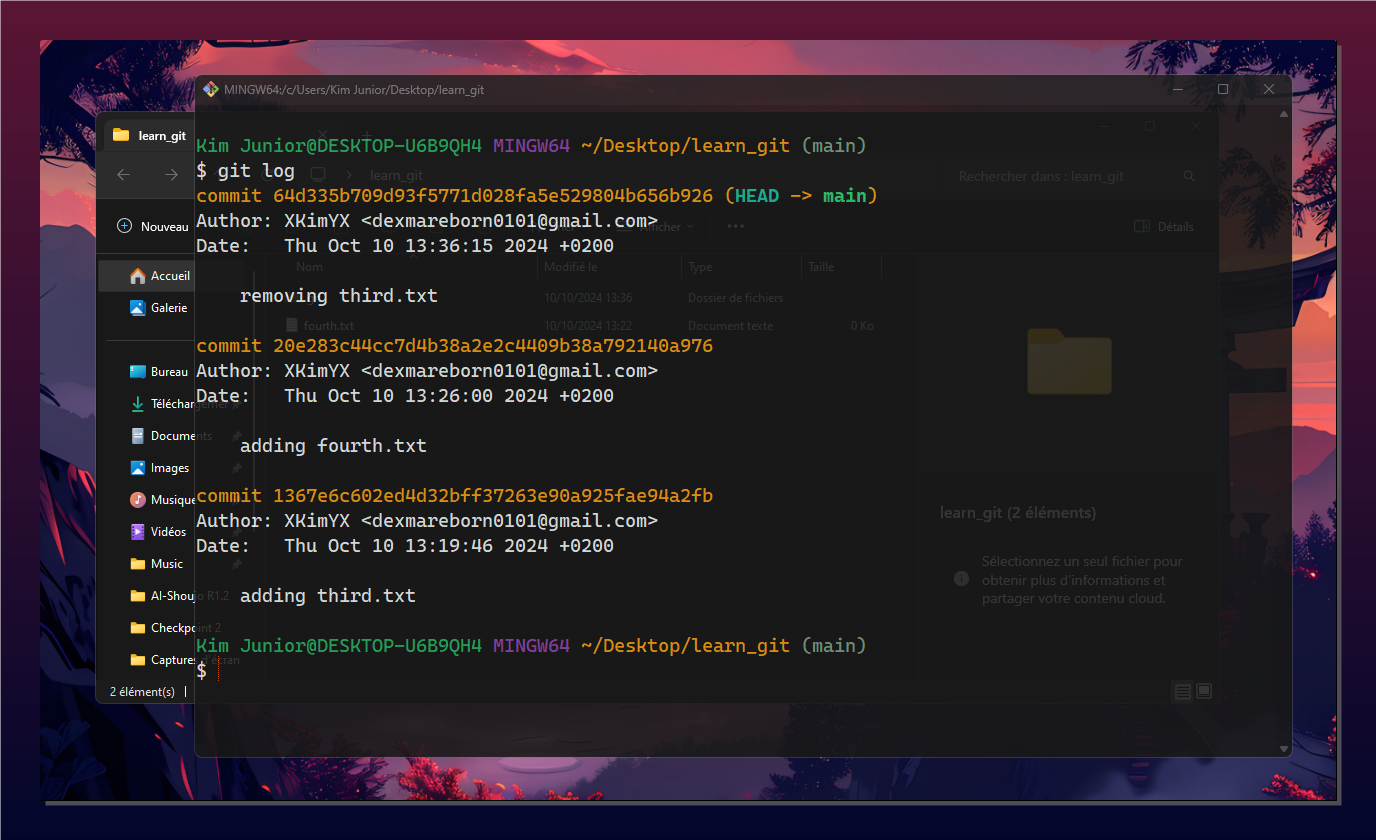 MINGW64:/c/Users/Kim Junior/Desktop/learn_git
learn_git
Kim Junior@DESKTOP-U6B9QH4 MINGW64 ~/Desktop/learn_git (main)
$ git log
learn_git
Rechercher dans : learn_git
commit 64d335b709d93f5771d028fa5e529804b656b926 (HEAD -> main)
Author: XKimYX <dexmareborn0101@gmail.com>
Nouveau
Afficher
Détails
Date:   Thu Oct 10 13:36:15 2024 +0200
Nom
Modifié le
Type
Taille
Accueil
removing third.txt
10/10/2024 13:36
Dossier de fichiers
Galerie
fourth.txt
10/10/2024 13:22
Document texte
0 Ko
commit 20e283c44cc7d4b38a2e2c4409b38a792140a976
Author: XKimYX <dexmareborn0101@gmail.com>
Bureau
Date:   Thu Oct 10 13:26:00 2024 +0200
Téléchargement
Documents
adding fourth.txt
Images
commit 1367e6c602ed4d32bff37263e90a925fae94a2fb
Musique
Author: XKimYX <dexmareborn0101@gmail.com>
learn_git (2 éléments)
Vidéos
Date:   Thu Oct 10 13:19:46 2024 +0200
Music
Sélectionnez un seul fichier pour
obtenir plus d'informations et
partager votre contenu cloud.
AI-Shoujo R1.2
adding third.txt
Checkpoint 2
Kim Junior@DESKTOP-U6B9QH4 MINGW64 ~/Desktop/learn_git (main)
Captures d'écran
$
2 élément(s)